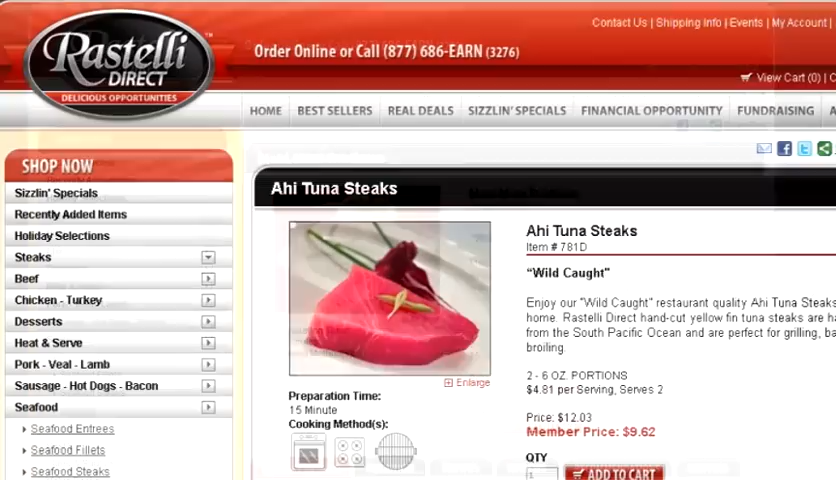 Contact Us | Shipping Info | Events | My Account |
Rastelli
DIRECT
DELICIOUS OPPORTUNITIES
Order Online or Call (877) 686-EARN (3276)
View Cart (0) | C
HOME BEST SELLERS REAL DEALS SIZZLIN' SPECIALS FINANCIAL OPPORTUNITY FUNDRAISING A
SHOP NOW
Sizzlin' Specials
Recently Added Items
Holiday Selections
Steaks
Beef
Chicken - Turkey
Desserts
Heat & Serve
Pork - Veal - Lamb
Sausage - Hot Dogs - Bacon
Seafood
Seafood Entrees
Seafood Fillets
Seafood Steaks
Ahi Tuna Steaks
Enlarge
Preparation Time:
15 Minute
Cooking Method(s):
Ahi Tuna Steaks
Item # 781D
"Wild Caught"
Enjoy our "Wild Caught" restaurant quality Ahi Tuna Steaks
home. Rastelli Direct hand-cut yellow fin tuna steaks are ha
from the South Pacific Ocean and are perfect for grilling, ba
broiling.
2 - 6 OZ. PORTIONS
$4.81 per Serving, Serves 2
Price: $12.03
Member Price: $9.62
QTY
1
ADD TO CART